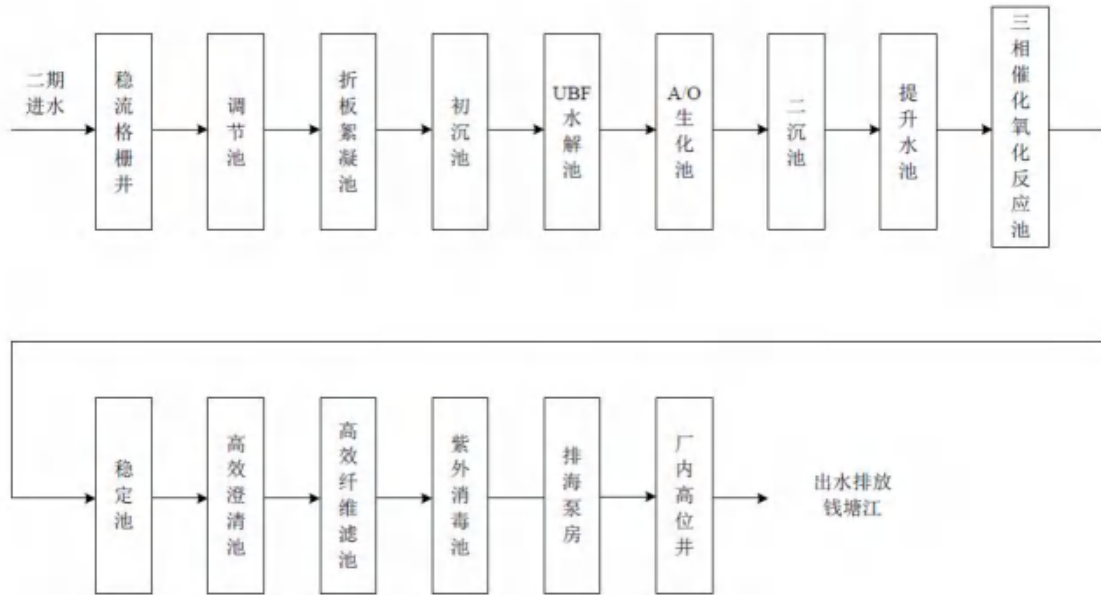 二期
进水
稳流格栅井
调节池
折板絮凝池
初沉池
UBF
水解池
A/O
生化池
二沉池
提升水池
三相催化氧化反应池
稳定池
高效澄清池
高效纤维滤池
紫外消毒池
排海泵房
厂内高位井
出水排放
钱塘江